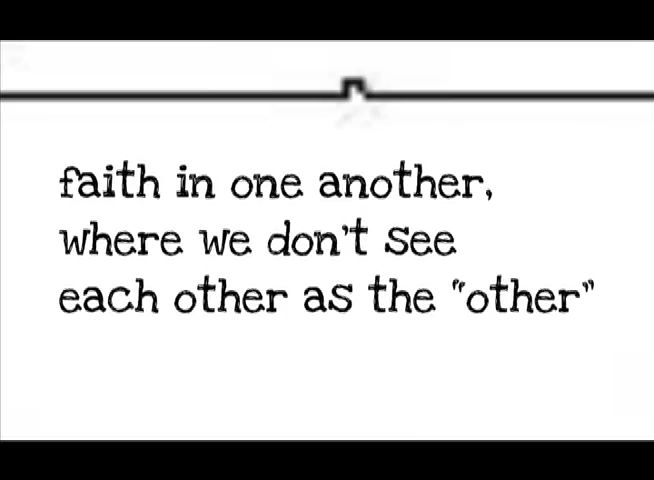 faith in one another,
where we don't see
each other as the "other"